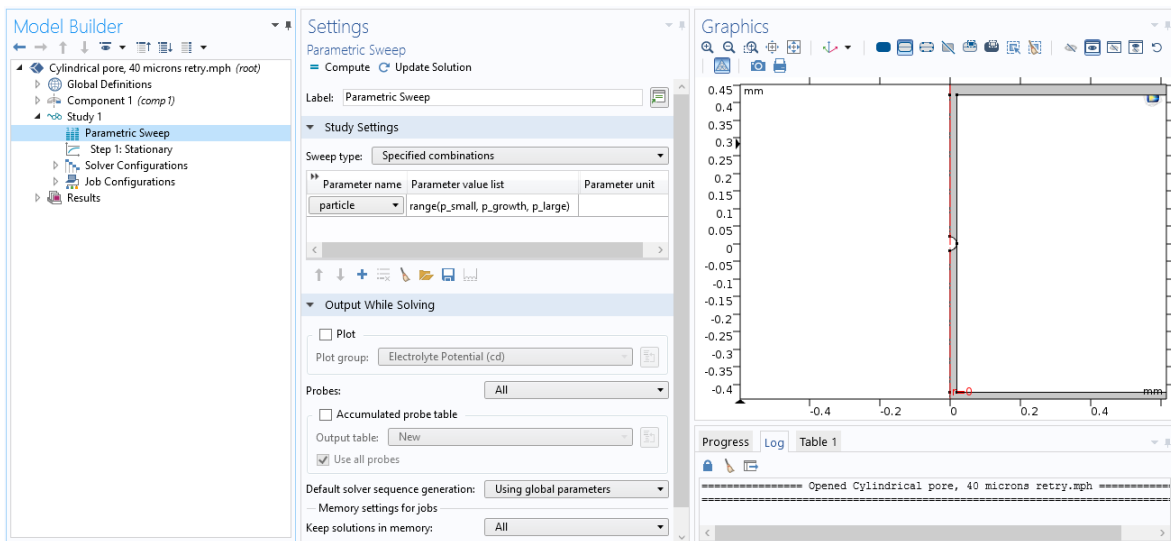 Model Builder
Cylindrical pore, 40 microns retry.mph (root)
Global Definitions
Component 1 (comp1)
Study 1
Parametric Sweep
Step 1: Stationary
Solver Configurations
Job Configurations
Results
Settings
Parametric Sweep
= Compute Update Solution
Label: Parametric Sweep
Study Settings
Sweep type: Specified combinations
Parameter name Parameter value list Parameter unit
particle range(p_small, p_growth, p_large)
Output While Solving
Plot
Plot group: Electrolyte Potential (cd)
Probes: All
Accumulated probe table
Output table: New
Use all probes
Default solver sequence generation: Using global parameters
Memory settings for jobs
Keep solutions in memory: All
Graphics
0.45 mm
0.4
0.35
0.3
0.25
0.2
0.15
0.1
0.05
0
-0.05
-0.1
-0.15
-0.2
-0.25
-0.3
-0.35
-0.4 r=0 mm
-0.4 -0.2 0 0.2 0.4
Progress Log Table 1
================ Opened Cylindrical pore, 40 microns retry.mph ===========